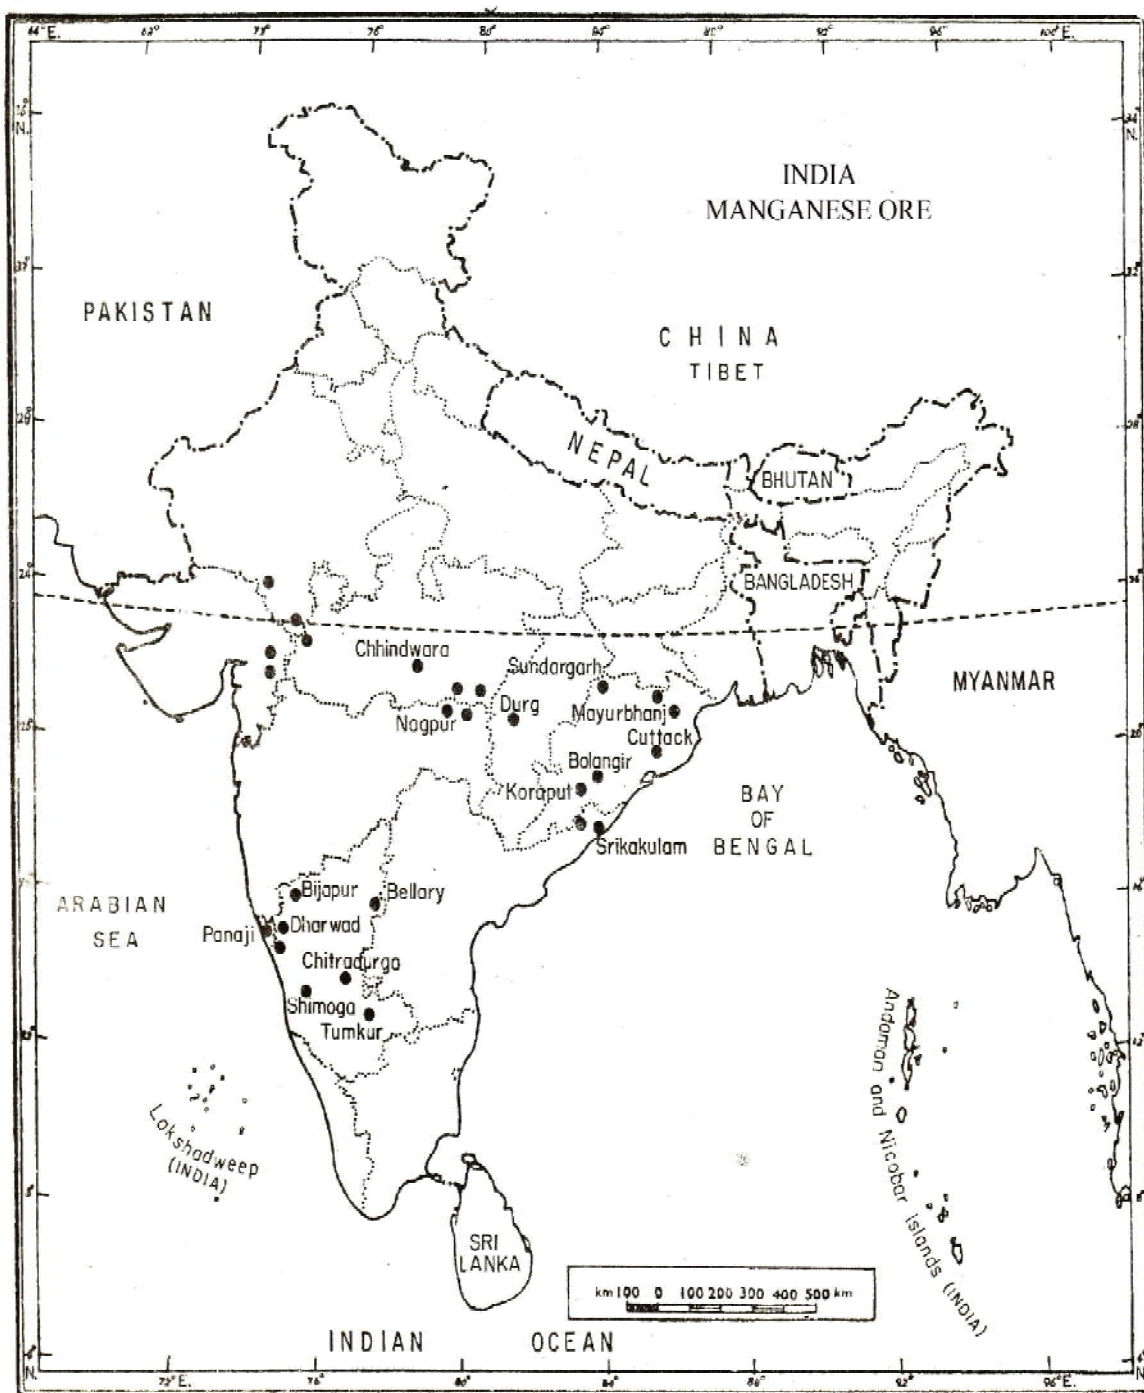 INDIA
MANGANESE ORE
PAKISTAN
CHINA
TIBET
NEPAL
BHUTAN
BANGLADESH
MYANMAR
Chhindwara
Sundargarh
Nagpur
Durg
Mayurbhanj
Cuttack
Bolangir
Koraput
Srikakulam
BAY
OF
BENGAL
ARABIAN
SEA
Bijapur
Bellary
Panaji
Dharwad
Chitradurga
Shimoga
Tumkur
Lakshadweep
(INDIA)
Andaman and Nicobar Islands (INDIA)
SRI
LANKA
km 100 0 100 200 300 400 500 km
INDIAN OCEAN